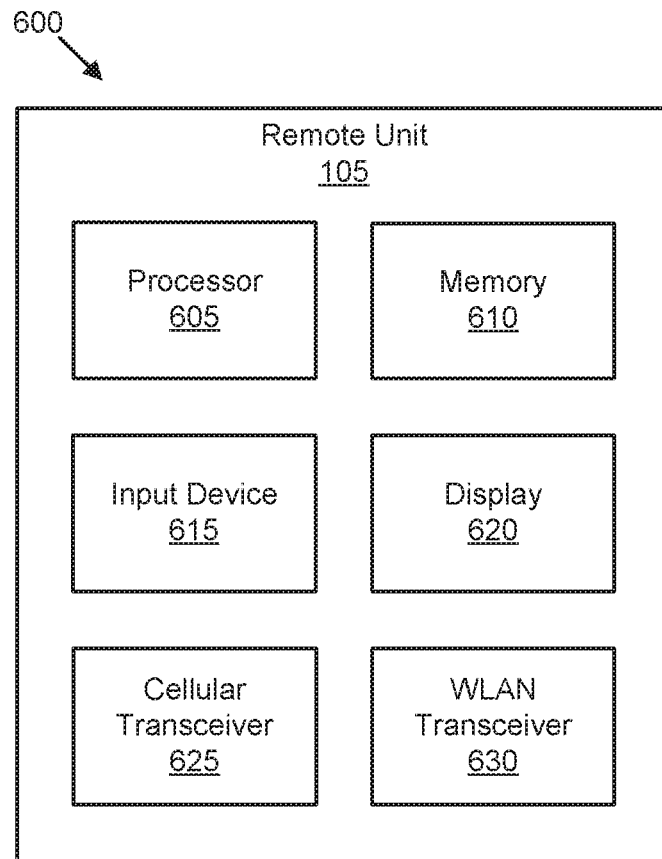 600
Remote Unit
105
Processor
605
Memory
610
Input Device
615
Display
620
Cellular
Transceiver
625
WLAN
Transceiver
630